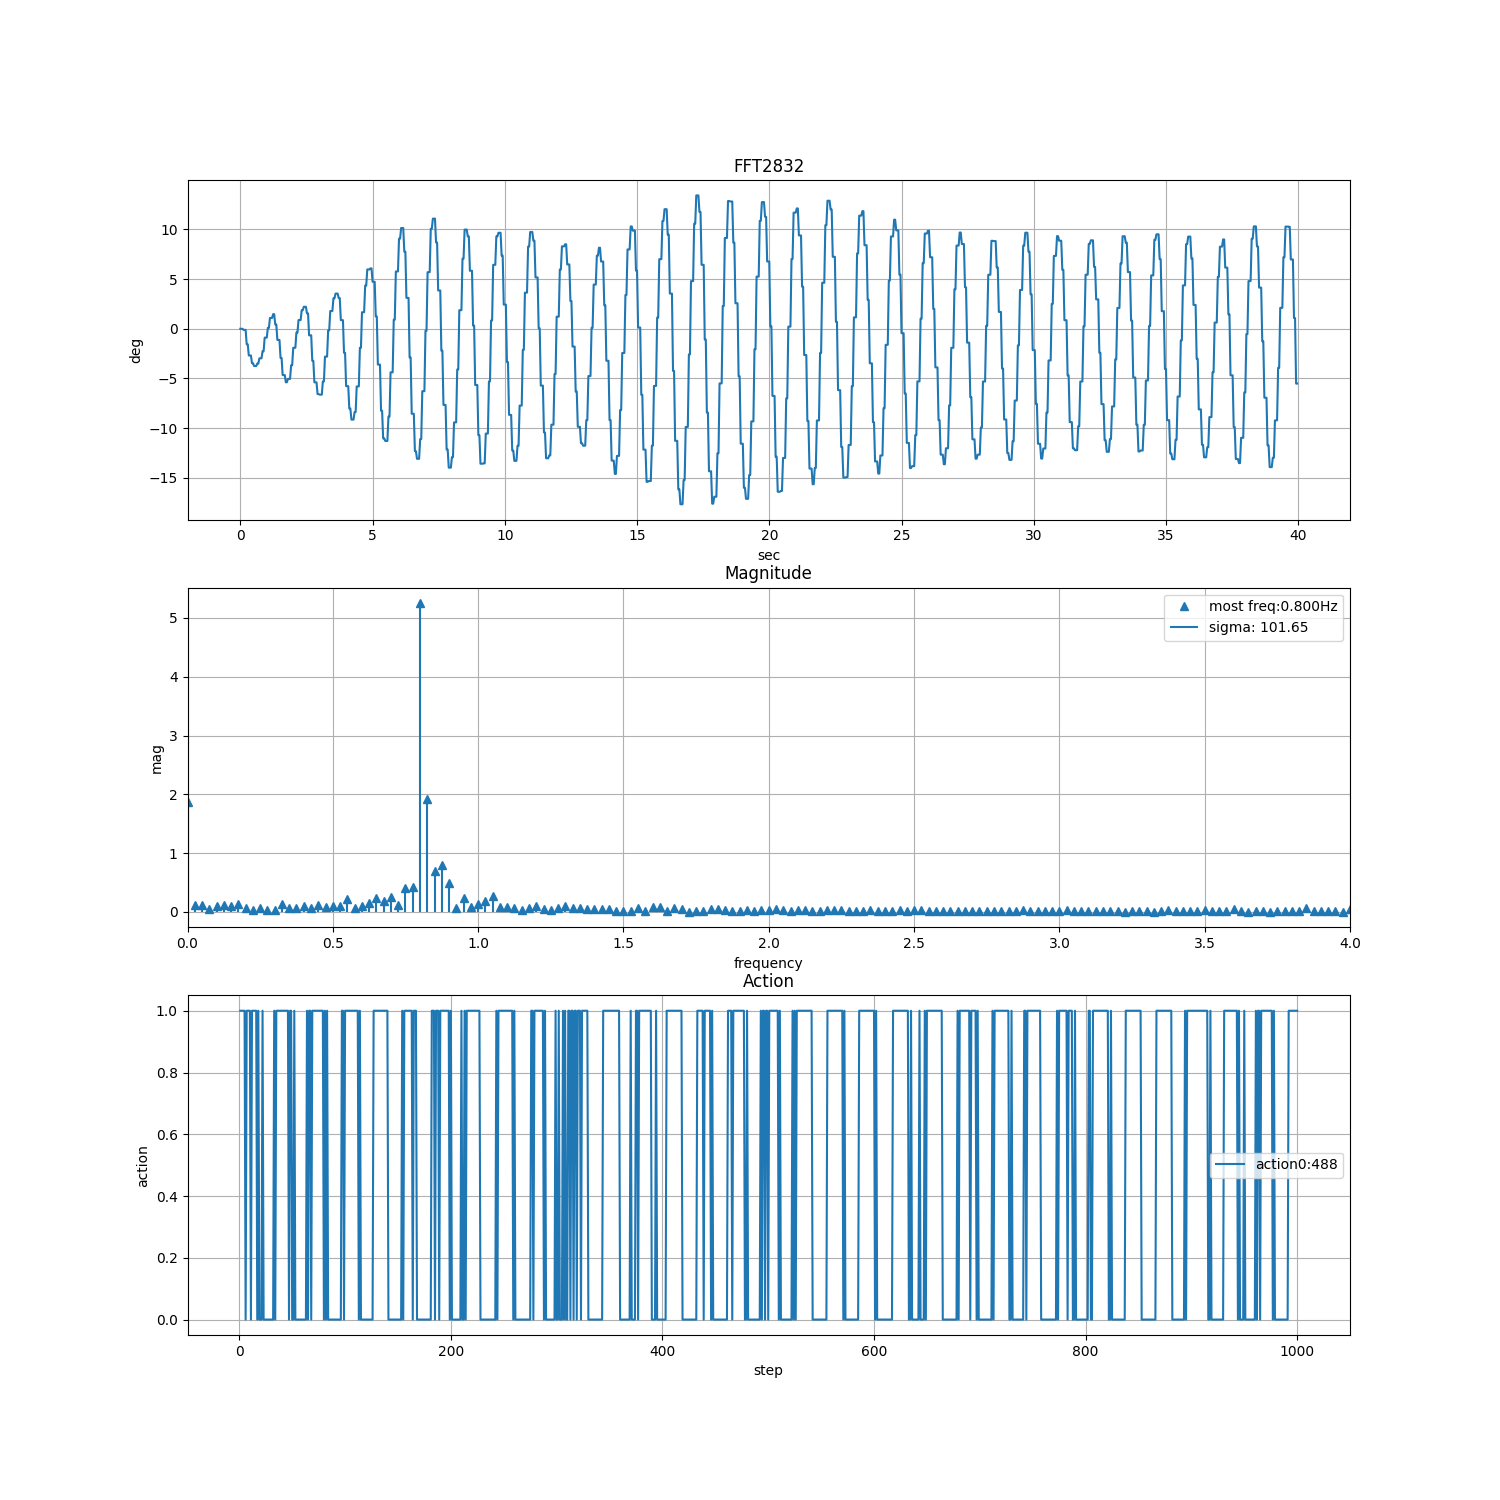 FFT2832
10
5
0
−5
−10
−15
deg
0 5 10 15 20 25 30 35 40
sec
Magnitude
5
4
3
2
1
0
mag
most freq:0.800Hz
sigma: 101.65
0.0 0.5 1.0 1.5 2.0 2.5 3.0 3.5 4.0
frequency
Action
1.0
0.8
0.6
0.4
0.2
0.0
action
action0:488
0 200 400 600 800 1000
step